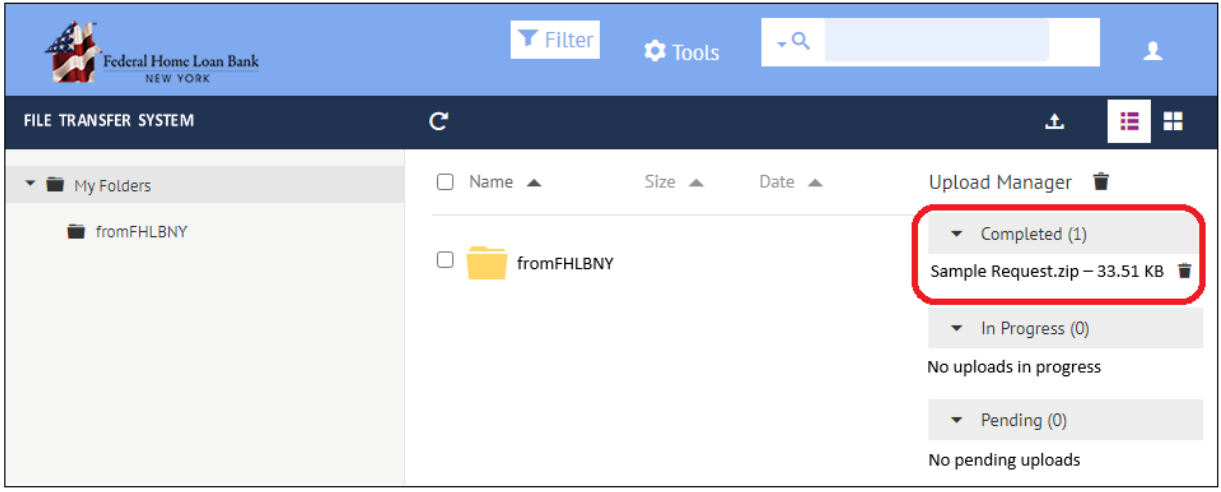 Federal Home Loan Bank
NEW YORK
Filter
Tools
FILE TRANSFER SYSTEM
My Folders
fromFHLBNY
Name
Size
Date
fromFHLBNY
Upload Manager
Completed (1)
Sample Request.zip – 33.51 KB
In Progress (0)
No uploads in progress
Pending (0)
No pending uploads